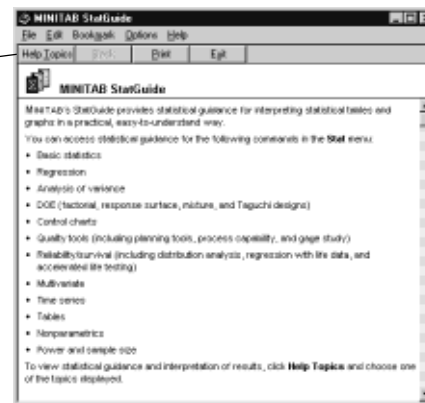 MINITAB StatGuide
File Edit Bookmark Options Help
Help Topics Back Print Exit
MINITAB StatGuide
MINITAB's StatGuide provides statistical guidance for interpreting statistical tables and
graphs in a practical, easy-to-understand way.
You can access statistical guidance for the following commands in the Stat menu:
• Basic statistics
• Regression
• Analysis of variance
• DOE (factorial, response surface, mixture, and Taguchi designs)
• Control charts
• Quality tools (including planning tools, process capability, and gage study)
• Reliability/survival (including distribution analysis, regression with life data, and
accelerated life testing)
• Multivariate
• Time series
• Tables
• Nonparametrics
• Power and sample size
To view statistical guidance and interpretation of results, click Help Topics and choose one
of the topics displayed.